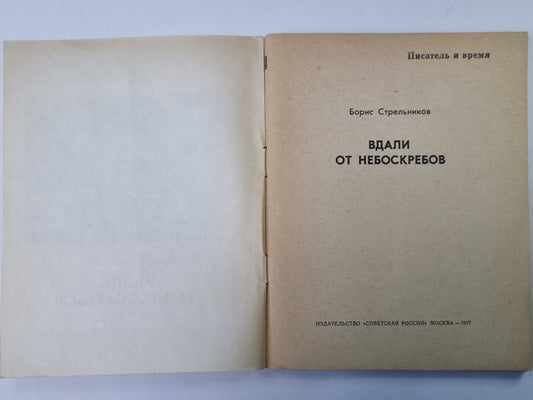 Писатель и время
Борис Стрельников
ВДАЛИ
ОТ НЕБОСКРЕБОВ
ИЗДАТЕЛЬСТВО «СОВЕТСКАЯ РОССИЯ» МОСКВА — 1977